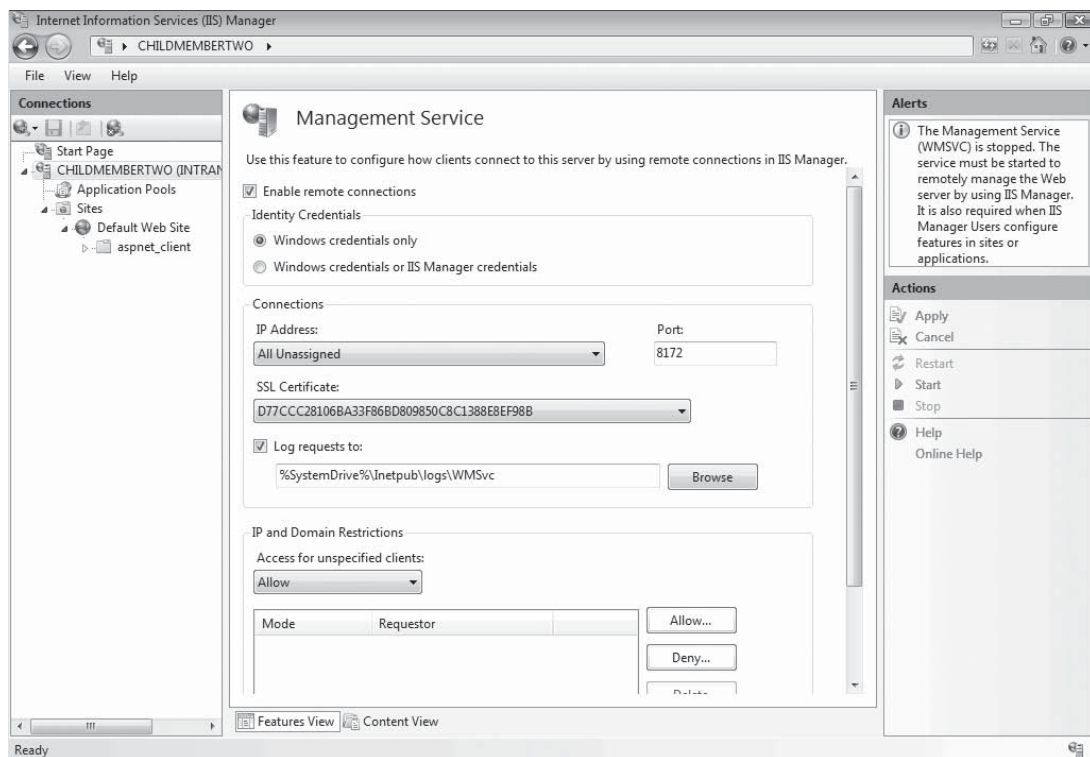 Internet Information Services (IIS) Manager
CHILDMEMBERTWO
File View Help
Connections
Start Page
CHILDMEMBERTWO (INTRAN
Application Pools
Sites
Default Web Site
aspnet_client
Management Service
Use this feature to configure how clients connect to this server by using remote connections in IIS Manager.
Enable remote connections
Identity Credentials
Windows credentials only
Windows credentials or IIS Manager credentials
Connections
IP Address:
Port:
All Unassigned
8172
SSL Certificate:
D77CCC28106BA33F86BD809850C8C1388E8EF98B
Log requests to:
%SystemDrive%\Inetpub\logs\WMSvc
Browse
IP and Domain Restrictions
Access for unspecified clients:
Allow
Mode Requestor
Allow...
Deny...
Delete
Features View Content View
Alerts
The Management Service
(WMSVC) is stopped. The
service must be started to
remotely manage the Web
server by using IIS Manager.
It is also required when IIS
Manager Users configure
features in sites or
applications.
Actions
Apply
Cancel
Restart
Start
Stop
Help
Online Help
Ready